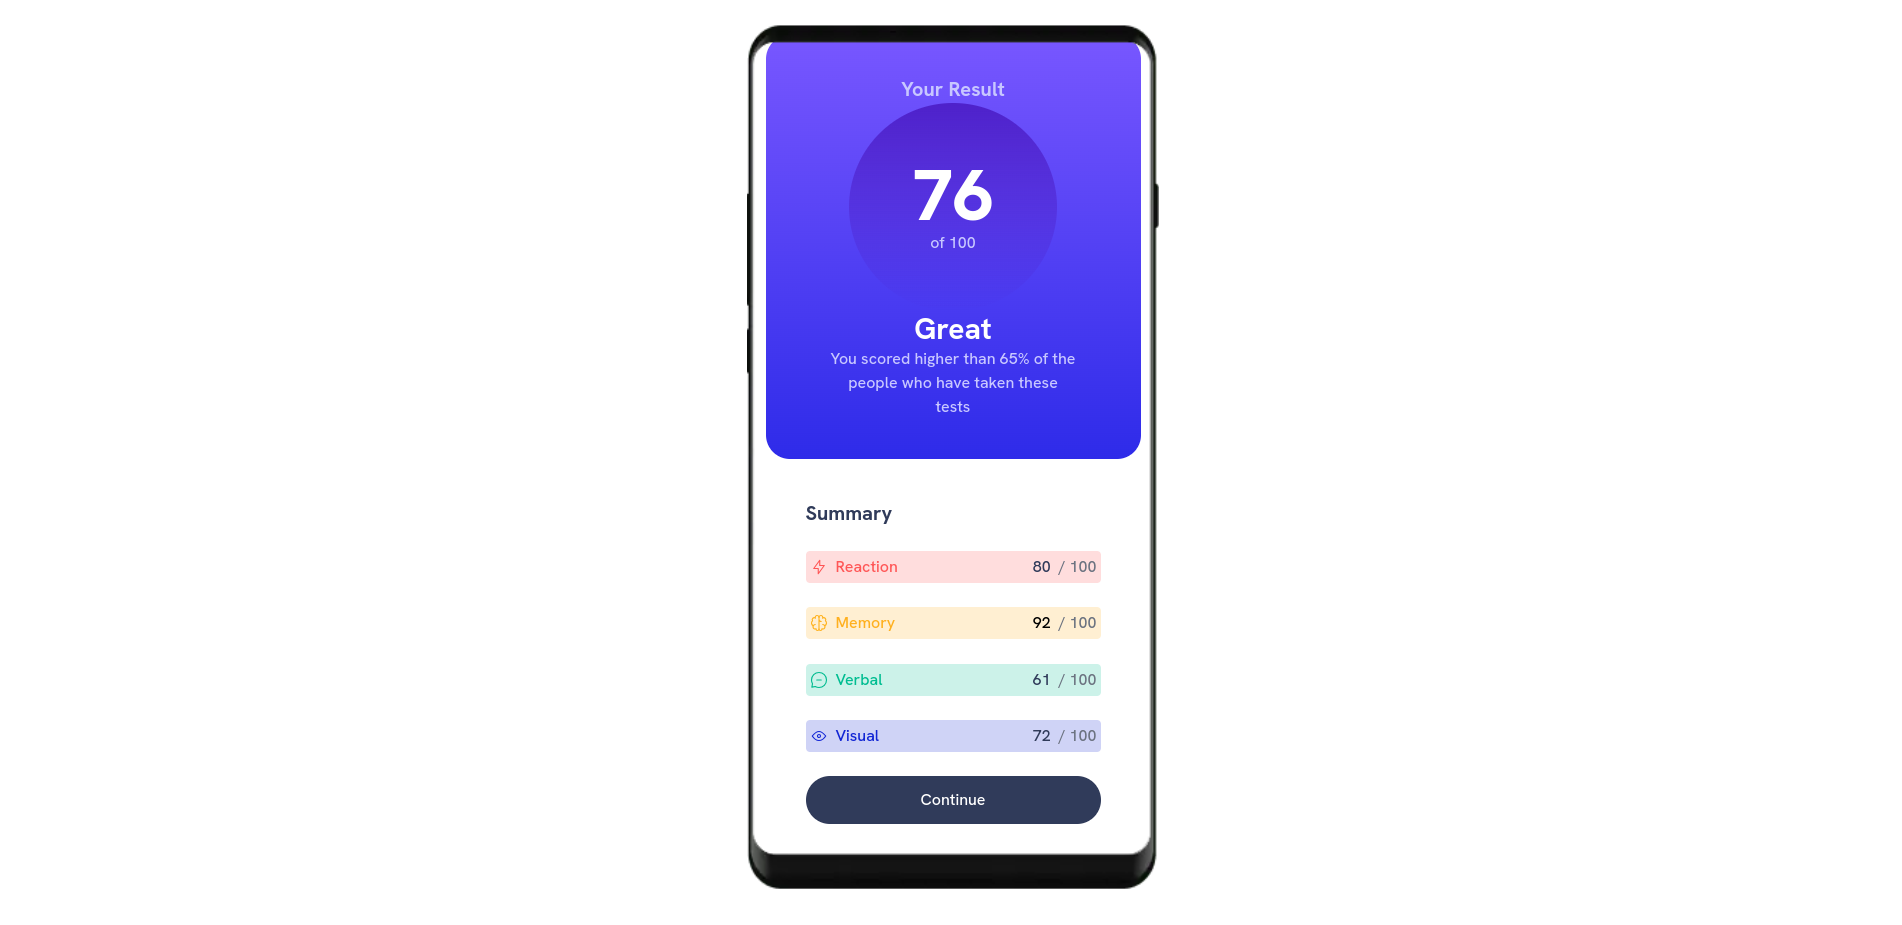 Your Result
76
of 100
Great
You scored higher than 65% of the
people who have taken these
tests
Summary
Reaction 80 / 100
Memory 92 / 100
Verbal 61 / 100
Visual 72 / 100
Continue